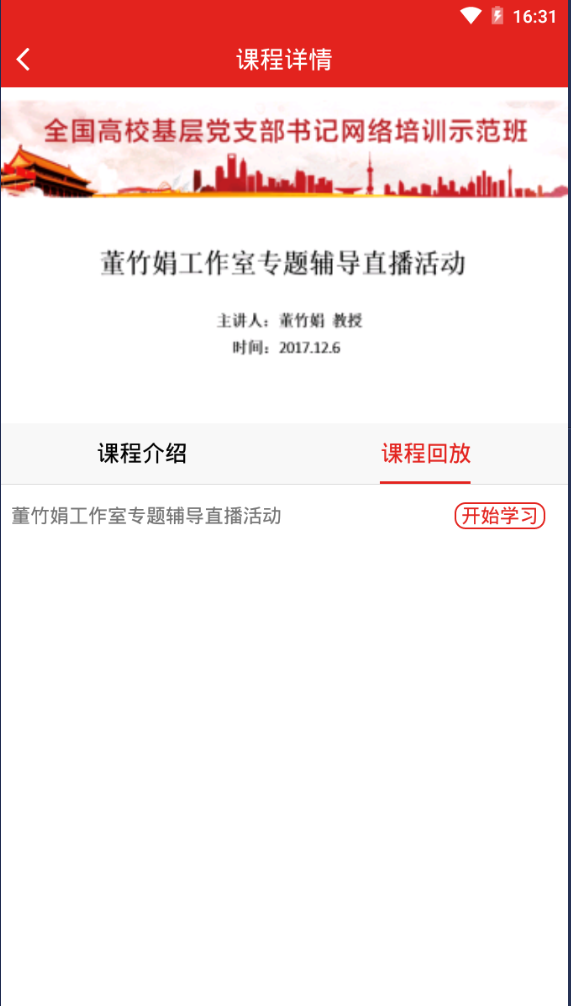 16:31
课程详情
全国高校基层党支部书记网络培训示范班
董竹娟工作室专题辅导直播活动
主讲人：董竹娟 教授
时间：2017.12.6
课程介绍 课程回放
董竹娟工作室专题辅导直播活动 开始学习